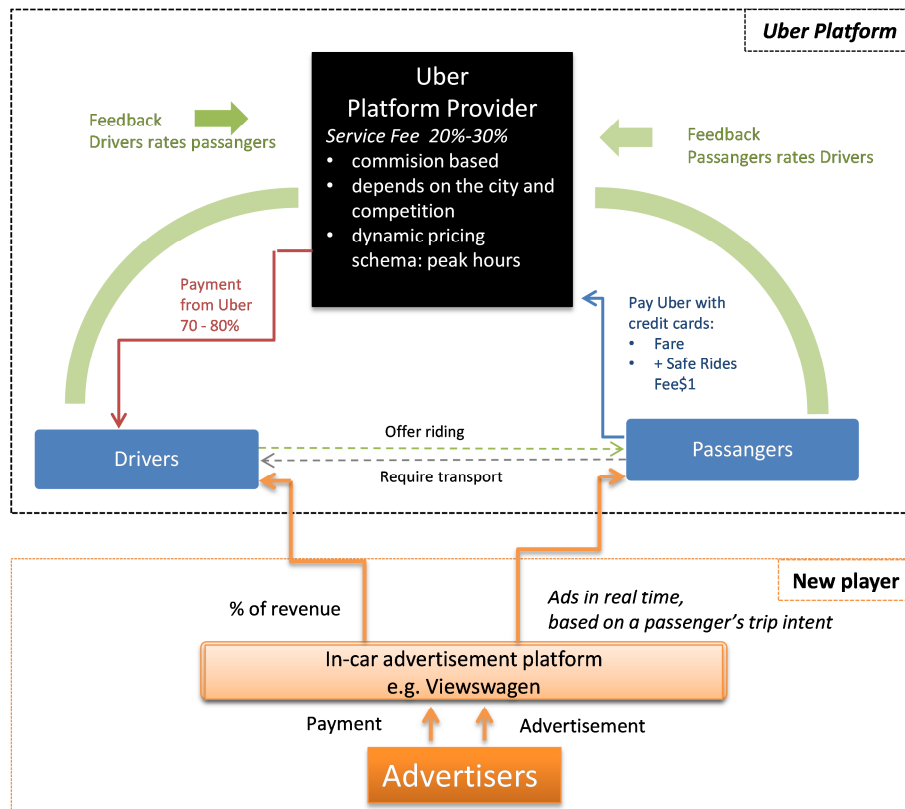 Uber Platform
Uber
Platform Provider
Service Fee  20%-30%
• commision based
• depends on the city and
competition
• dynamic pricing
schema: peak hours
Feedback
Drivers rates passangers
Feedback
Passangers rates Drivers
Payment
from Uber
70 - 80%
Pay Uber with
credit cards:
• Fare
• + Safe Rides
Fee$1
Drivers
Offer riding
Require transport
Passangers
New player
% of revenue
Ads in real time,
based on a passenger’s trip intent
In-car advertisement platform
e.g. Viewswagen
Payment
Advertisement
Advertisers